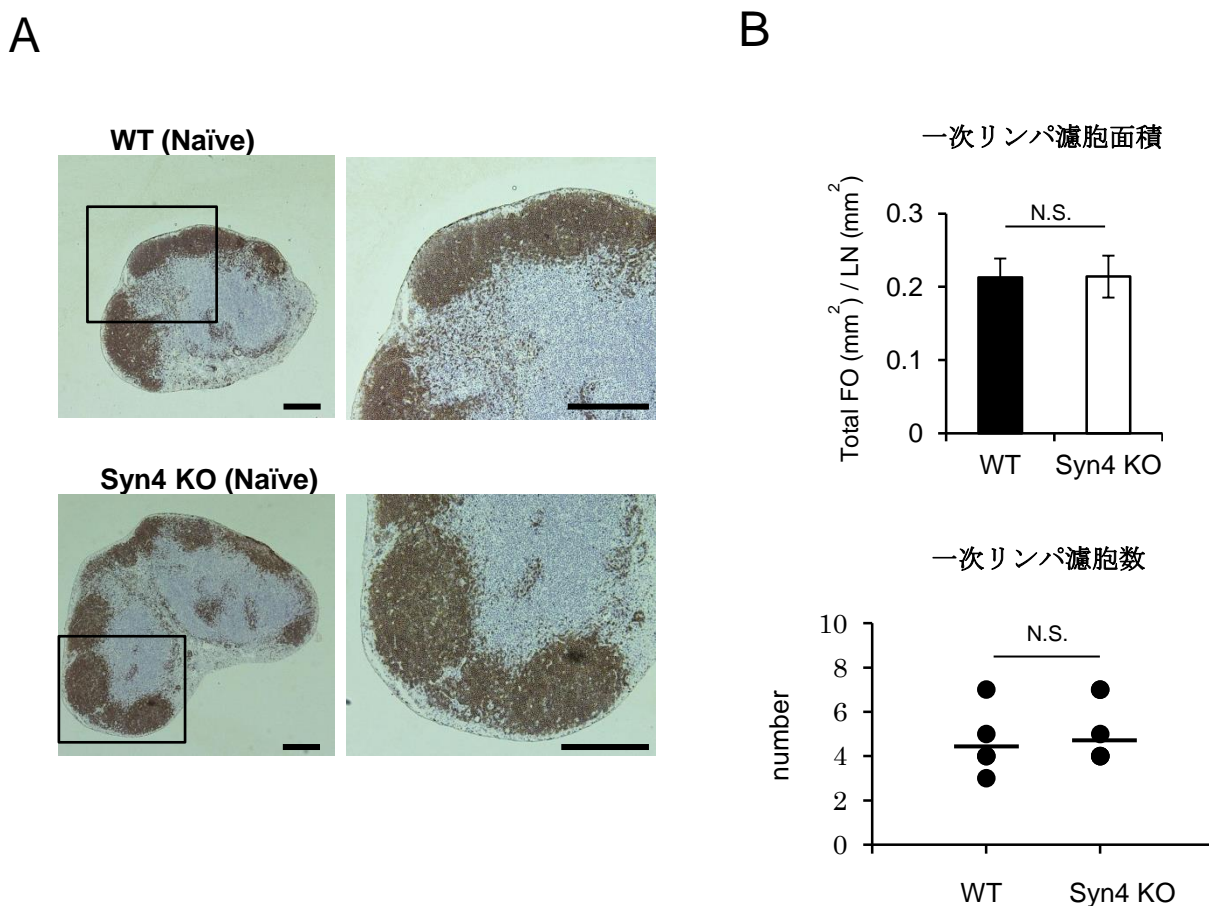 A
B
WT (Naïve)
Syn4 KO (Naïve)
一次リンパ濾胞面積
Total FO (mm²) / LN (mm²)
0.3
0.2
0.1
0
N.S.
WT
Syn4 KO
一次リンパ濾胞数
number
10
8
6
4
2
0
N.S.
WT
Syn4 KO